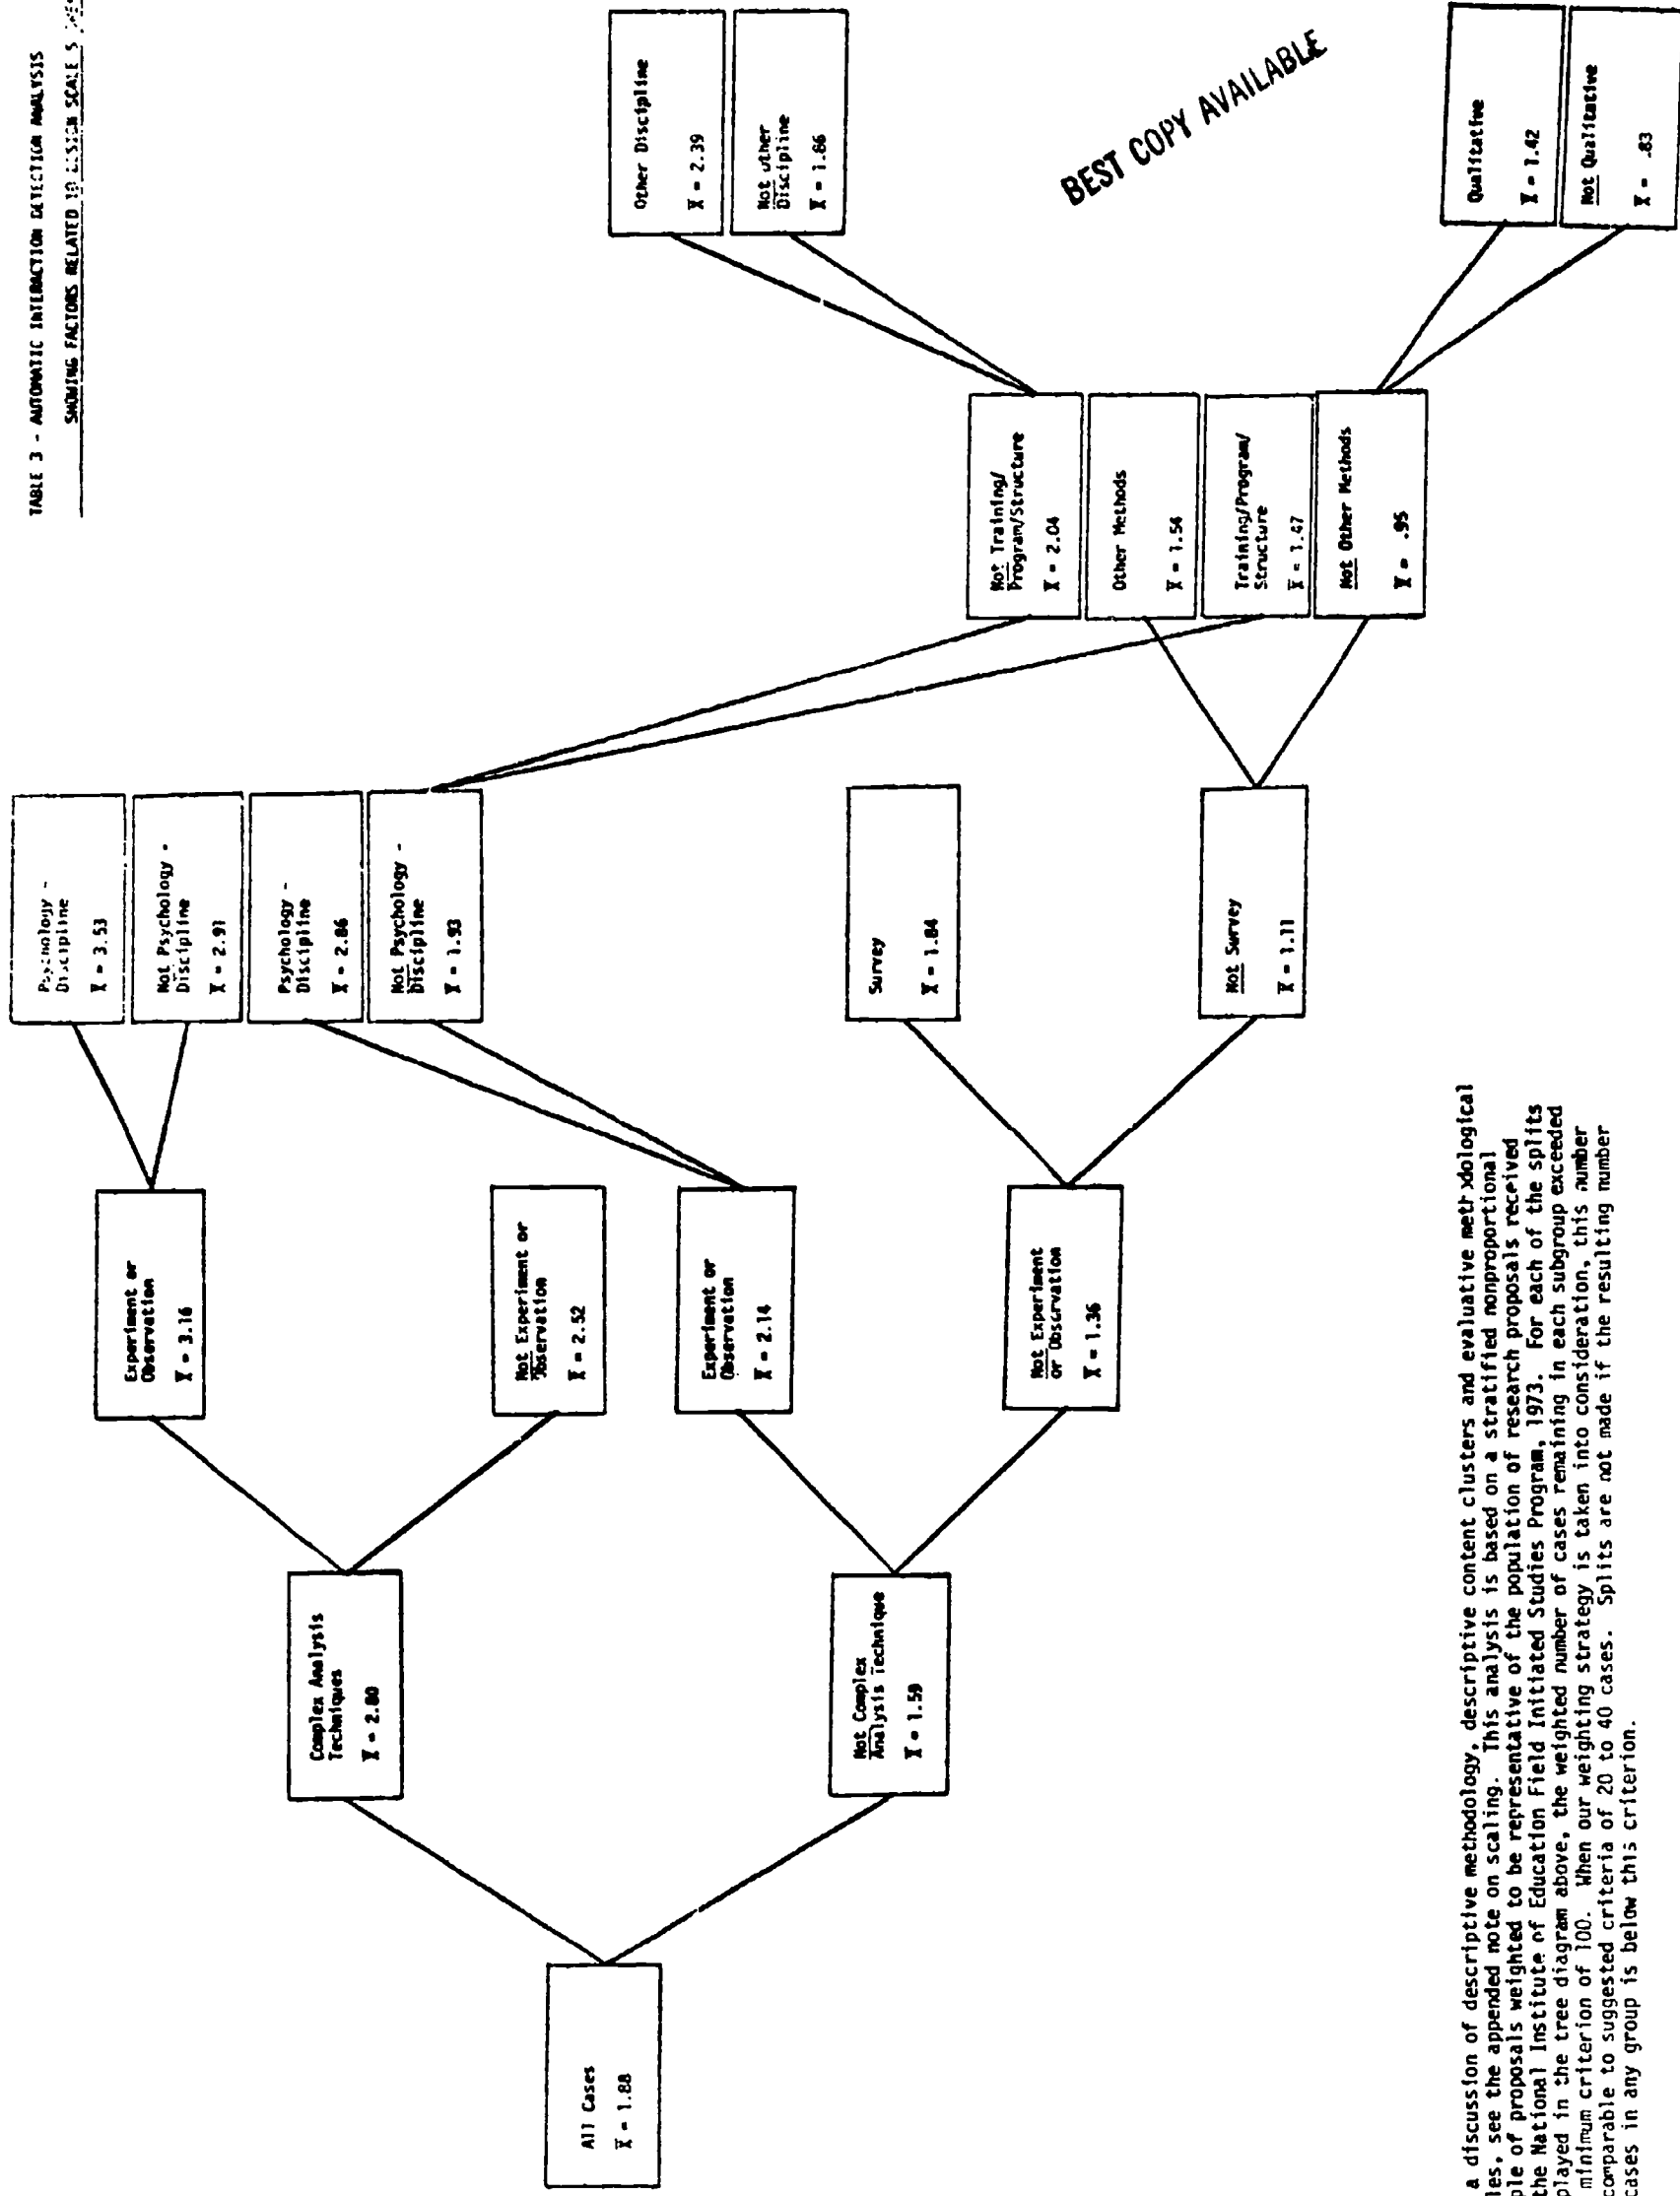 TABLE 3 - AUTOMATIC INTERACTION DETECTION ANALYSIS
SHOWING FACTORS RELATED TO DESIGN SCALE S
All Cases
X̄ = 1.88
Complex Analysis
Techniques
X̄ = 2.80
Not Complex
Analysis Technique
X̄ = 1.59
Experiment or
Observation
X̄ = 3.16
Not Experiment or
Observation
X̄ = 2.52
Experiment or
Observation
X̄ = 2.14
Not Experiment
or Observation
X̄ = 1.36
Psychology -
Discipline
X̄ = 3.53
Not Psychology -
Discipline
X̄ = 2.91
Psychology -
Discipline
X̄ = 2.86
Not Psychology -
Discipline
X̄ = 1.93
Survey
X̄ = 1.84
Not Survey
X̄ = 1.11
Not Training/
Program/Structure
X̄ = 2.04
Other Methods
X̄ = 1.54
Training/Program/
Structure
X̄ = 1.47
Not Other Methods
X̄ = .95
Other Discipline
X̄ = 2.39
Not other
Discipline
X̄ = 1.86
Qualitative
X̄ = 1.42
Not Qualitative
X̄ = .83
BEST COPY AVAILABLE
a discussion of descriptive methodology, descriptive content clusters and evaluative methodological
les, see the appended note on scaling. This analysis is based on a stratified nonproportional
ple of proposals weighted to be representative of the population of research proposals received
the National Institute of Education Field Initiated Studies Program, 1973. For each of the splits
played in the tree diagram above, the weighted number of cases remaining in each subgroup exceeded
minimum criterion of 100. When our weighting strategy is taken into consideration, this number
comparable to suggested criteria of 20 to 40 cases. Splits are not made if the resulting number
cases in any group is below this criterion.